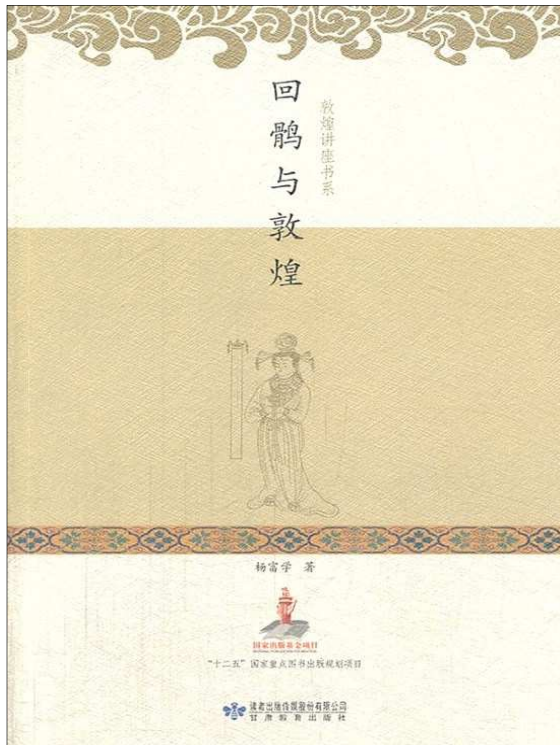 敦煌讲座书系
回鹘与敦煌
杨富学 著
国家出版基金项目
“十二五”国家重点图书出版规划项目
读者出版传媒股份有限公司
甘肃教育出版社